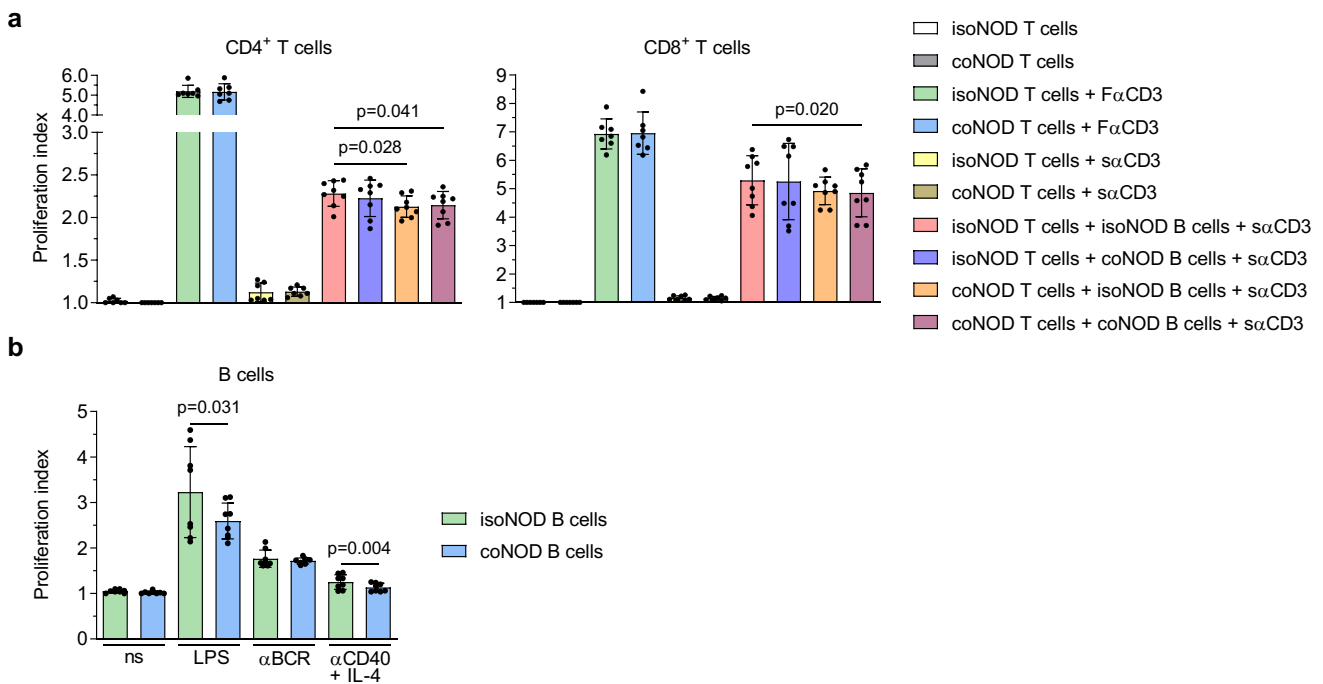 a
CD4+ T cells
Proliferation index
6.0
5.0
4.0
3.0
2.5
2.0
1.5
1.0
p=0.041
p=0.028
CD8+ T cells
9
8
7
6
5
4
3
2
1
p=0.020
isoNOD T cells
coNOD T cells
isoNOD T cells + FαCD3
coNOD T cells + FαCD3
isoNOD T cells + sαCD3
coNOD T cells + sαCD3
isoNOD T cells + isoNOD B cells + sαCD3
isoNOD T cells + coNOD B cells + sαCD3
coNOD T cells + isoNOD B cells + sαCD3
coNOD T cells + coNOD B cells + sαCD3
b
B cells
Proliferation index
5
4
3
2
1
0
p=0.031
p=0.004
ns
LPS
αBCR
αCD40
+ IL-4
isoNOD B cells
coNOD B cells